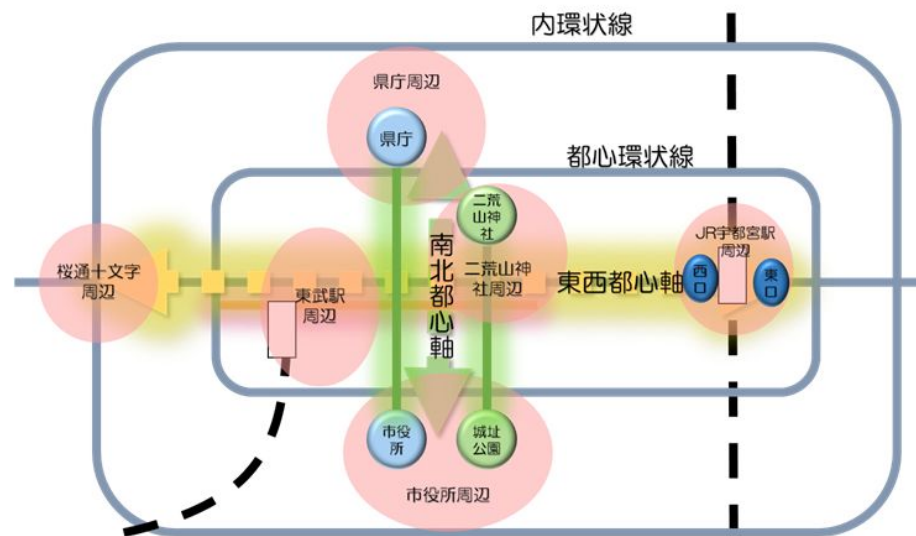 内環状線
県庁周辺
県庁
都心環状線
二荒
山神
社
南北都心軸
二荒山神
社周辺
東西都心軸
JR宇都宮駅
周辺
西口
東口
桜通十文字
周辺
東武駅
周辺
市役
所
城址
公園
市役所周辺